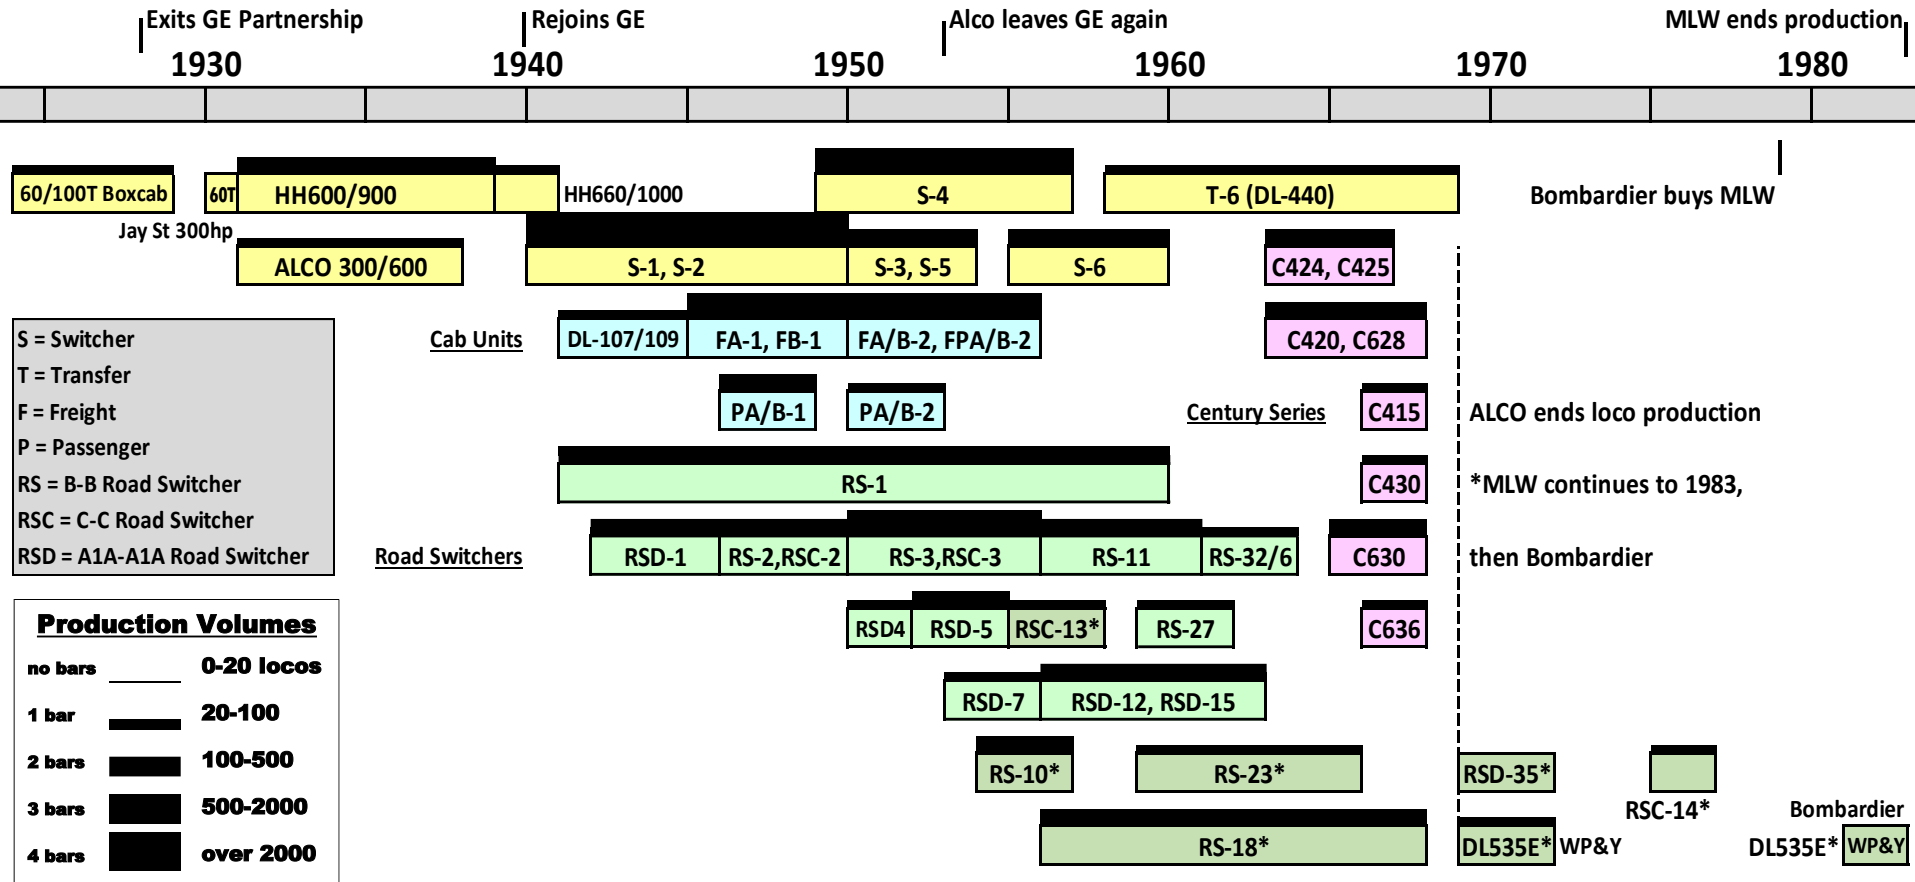 Exits GE Partnership
Rejoins GE
Alco leaves GE again
MLW ends production
1930
1940
1950
1960
1970
1980
60/100T Boxcab
60T
HH600/900
HH660/1000
S-4
T-6 (DL-440)
Bombardier buys MLW
Jay St 300hp
ALCO 300/600
S-1, S-2
S-3, S-5
S-6
C424, C425
Cab Units
DL-107/109
FA-1, FB-1
FA/B-2, FPA/B-2
C420, C628
PA/B-1
PA/B-2
Century Series
C415
ALCO ends loco production
RS-1
C430
*MLW continues to 1983,
Road Switchers
RSD-1
RS-2,RSC-2
RS-3,RSC-3
RS-11
RS-32/6
C630
then Bombardier
RSD4
RSD-5
RSC-13*
RS-27
C636
RSD-7
RSD-12, RSD-15
RS-10*
RS-23*
RSD-35*
RSC-14*
Bombardier
RS-18*
DL535E*
WP&Y
DL535E*
WP&Y
S = Switcher
T = Transfer
F = Freight
P = Passenger
RS = B-B Road Switcher
RSC = C-C Road Switcher
RSD = A1A-A1A Road Switcher
Production Volumes
no bars 0-20 locos
1 bar 20-100
2 bars 100-500
3 bars 500-2000
4 bars over 2000